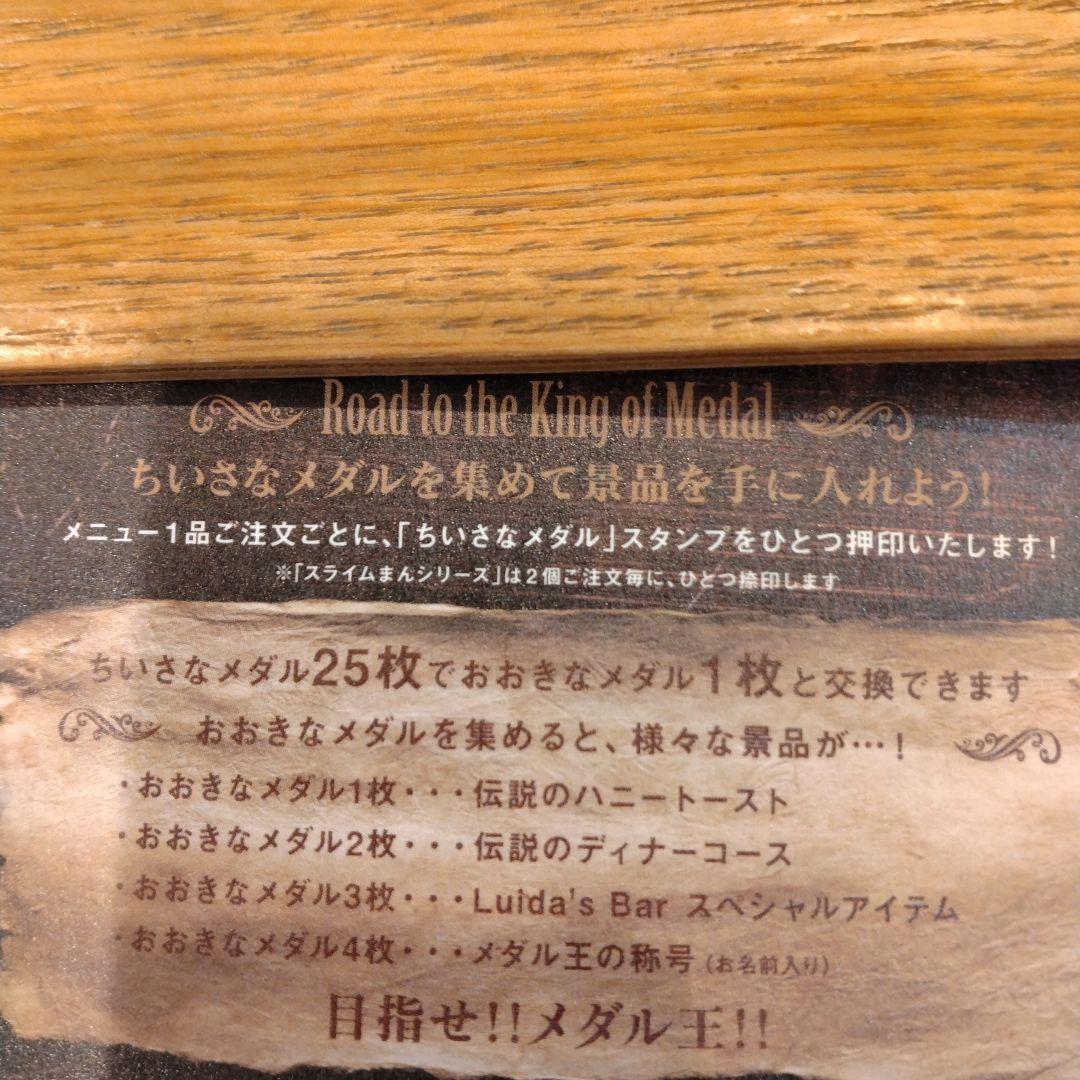 Road to the King of Medal
ちいさなメダルを集めて景品を手に入れよう!
メニュー1品ご注文ごとに、「ちいさなメダル」スタンプをひとつ押印いたします!
※「スライムまんシリーズ」は2個ご注文毎に、ひとつ捺印します
ちいさなメダル25枚でおおきなメダル1枚と交換できます
おおきなメダルを集めると、様々な景品が…!
・おおきなメダル1枚・・・伝説のハニートースト
・おおきなメダル2枚・・・伝説のディナーコース
・おおきなメダル3枚・・・Luida's Bar スペシャルアイテム
・おおきなメダル4枚・・・メダル王の称号(お名前入り)
目指せ!!メダル王!!